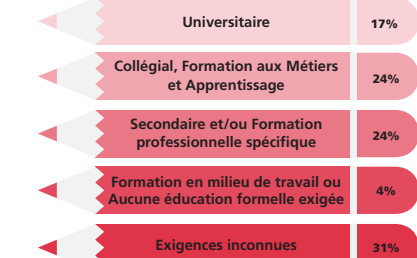 Universitaire 17%
Collégial, Formation aux Métiers
et Apprentissage 24%
Secondaire et/ou Formation
professionnelle spécifique 24%
Formation en milieu de travail ou
Aucune éducation formelle exigée 4%
Exigences inconnues 31%